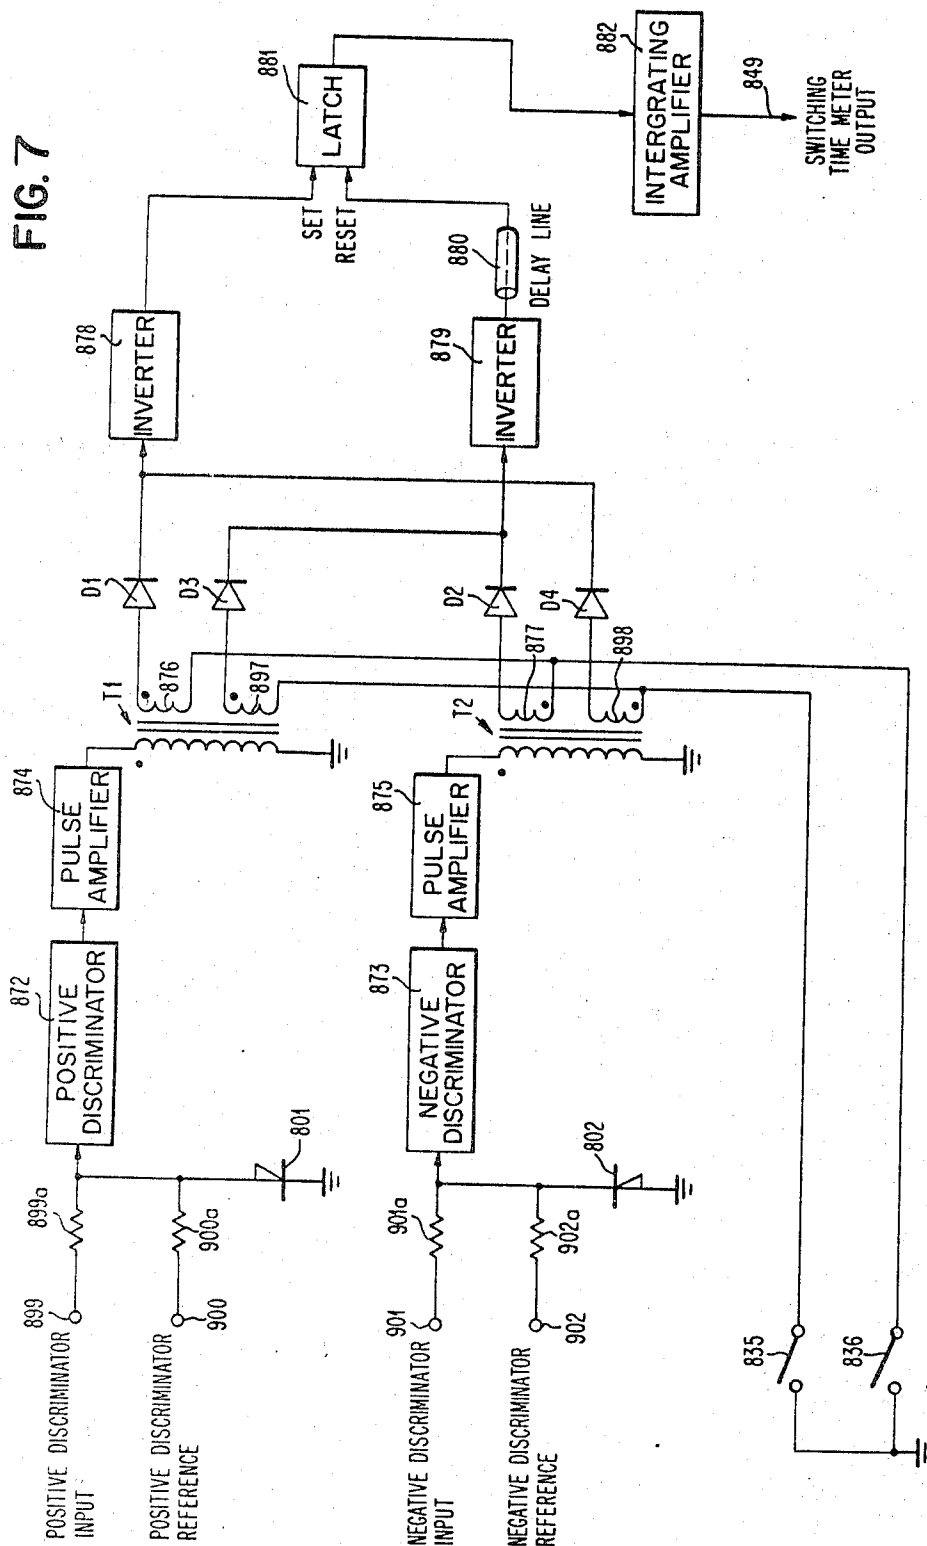 FIG. 7
POSITIVE DISCRIMINATOR
INPUT
899
899a
POSITIVE DISCRIMINATOR
REFERENCE
900
900a
801
872
POSITIVE
DISCRIMINATOR
874
PULSE
AMPLIFIER
T1
876
897
D1
D3
878
INVERTER
SET
RESET
881
LATCH
NEGATIVE DISCRIMINATOR
INPUT
901
901a
NEGATIVE DISCRIMINATOR
REFERENCE
902
902a
802
873
NEGATIVE
DISCRIMINATOR
875
PULSE
AMPLIFIER
T2
877
898
D2
D4
879
INVERTER
880
DELAY LINE
882
INTERGRATING
AMPLIFIER
849
SWITCHING
TIME METER
OUTPUT
835
836